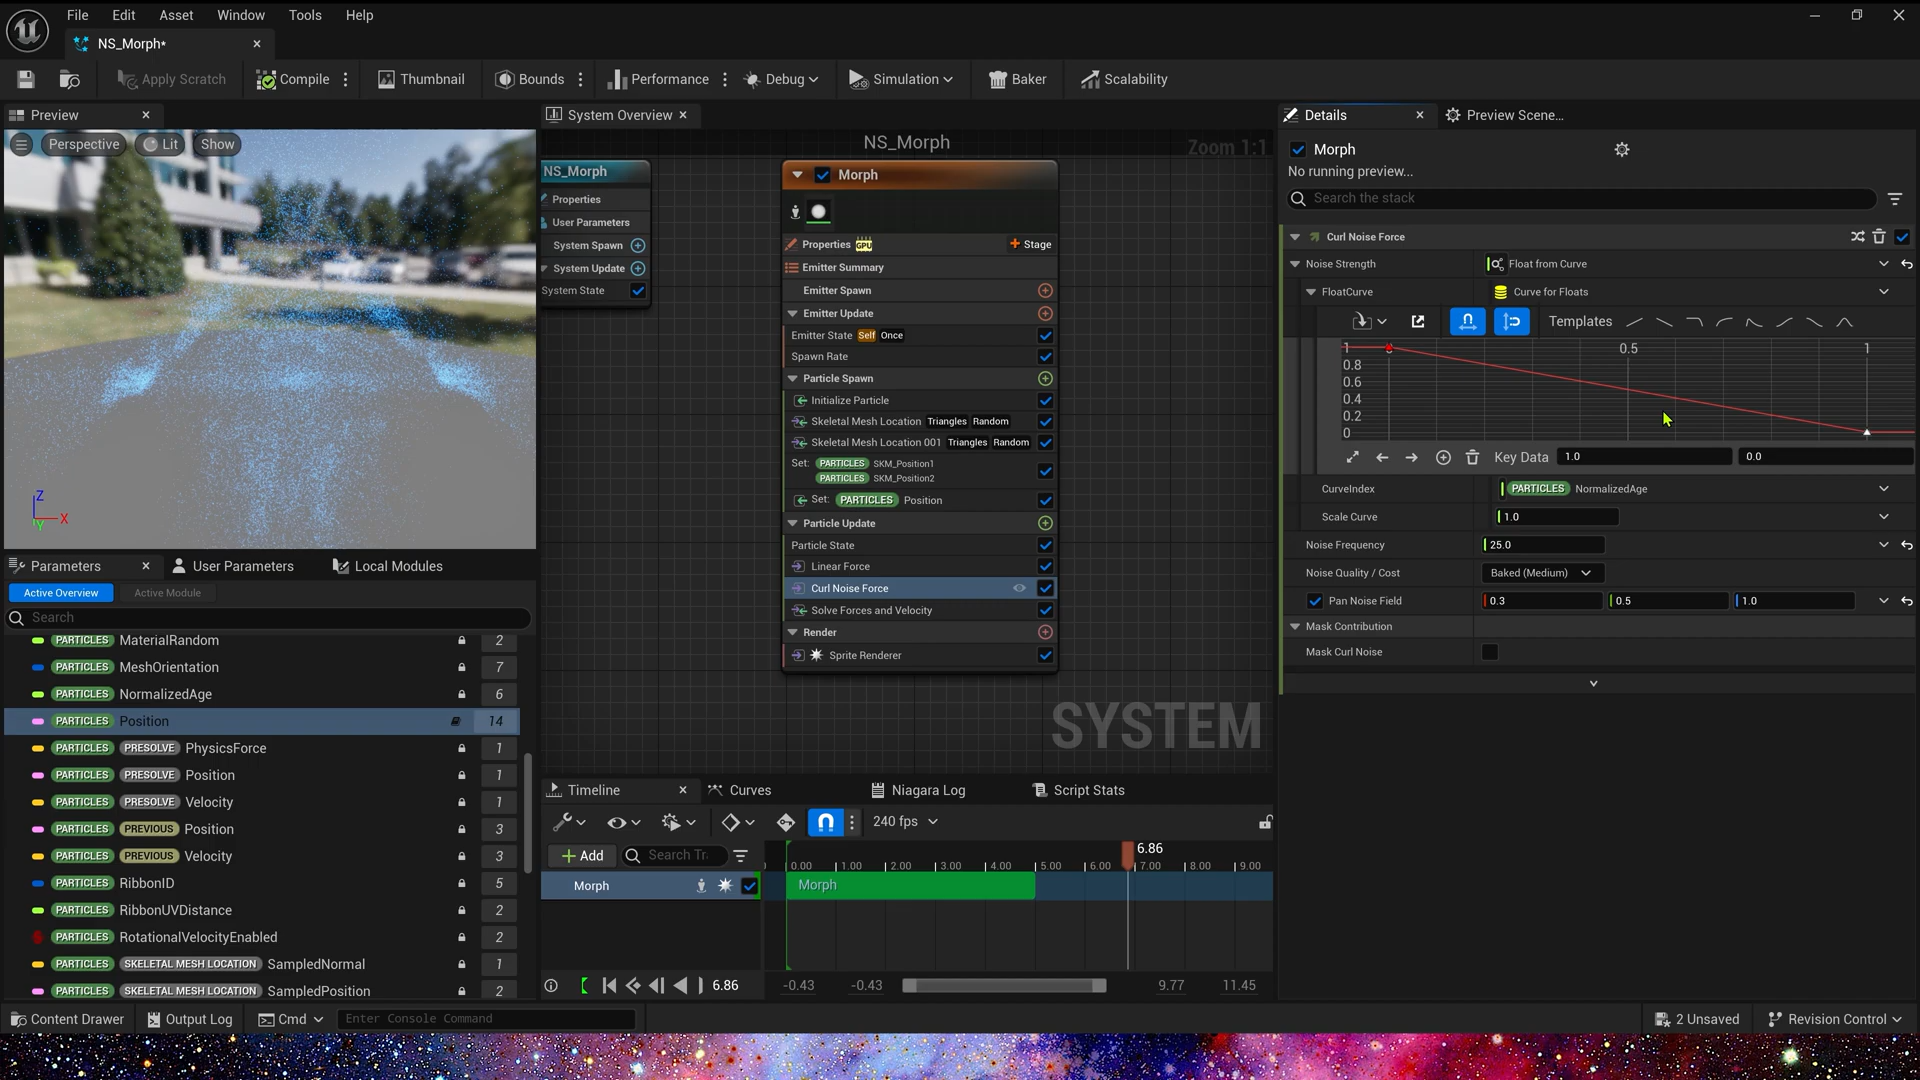 File Edit Asset Window Tools Help
NS_Morph*
Apply Scratch Compile Thumbnail Bounds Performance Debug Simulation Baker Scalability
Preview
Perspective Lit Show
Z
X
Y
System Overview
NS_Morph
Zoom 1:1
NS_Morph
Properties
User Parameters
System Spawn
System Update
System State
Morph
Properties GPU Stage
Emitter Summary
Emitter Spawn
Emitter Update
Emitter State Self Once
Spawn Rate
Particle Spawn
Initialize Particle
Skeletal Mesh Location Triangles Random
Skeletal Mesh Location 001 Triangles Random
Set: PARTICLES SKM_Position1
PARTICLES SKM_Position2
Set: PARTICLES Position
Particle Update
Particle State
Linear Force
Curl Noise Force
Solve Forces and Velocity
Render
Sprite Renderer
SYSTEM
Details Preview Scene...
Morph
No running preview...
Search the stack
Curl Noise Force
Noise Strength Float from Curve
FloatCurve Curve for Floats
Templates
1 0.5 1
0.8
0.6
0.4
0.2
0
Key Data 1.0 0.0
CurveIndex PARTICLES NormalizedAge
Scale Curve 1.0
Noise Frequency 25.0
Noise Quality / Cost Baked (Medium)
Pan Noise Field 0.3 0.5 1.0
Mask Contribution
Mask Curl Noise
Parameters User Parameters Local Modules
Active Overview Active Module
Search
PARTICLES MaterialRandom 2
PARTICLES MeshOrientation 7
PARTICLES NormalizedAge 6
PARTICLES Position 14
PARTICLES PRESOLVE PhysicsForce 1
PARTICLES PRESOLVE Position 1
PARTICLES PRESOLVE Velocity 1
PARTICLES PREVIOUS Position 3
PARTICLES PREVIOUS Velocity 3
PARTICLES RibbonID 5
PARTICLES RibbonUVDistance 2
PARTICLES RotationalVelocityEnabled 2
PARTICLES SKELETAL MESH LOCATION SampledNormal 1
PARTICLES SKELETAL MESH LOCATION SampledPosition 2
Timeline Curves Niagara Log Script Stats
240 fps
Add Search Tr
6.86
0.00 1.00 2.00 3.00 4.00 5.00 6.00 7.00 8.00 9.00
Morph Morph
6.86 -0.43 -0.43 9.77 11.45
Content Drawer Output Log Cmd Enter Console Command 2 Unsaved Revision Control